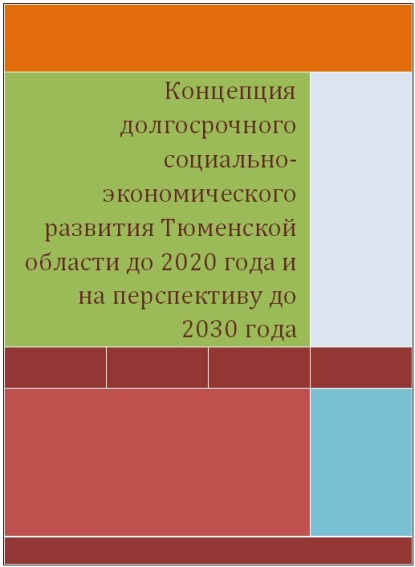 Концепция
долгосрочного
социально-
экономического
развития Тюменской
области до 2020 года и
на перспективу до
2030 года